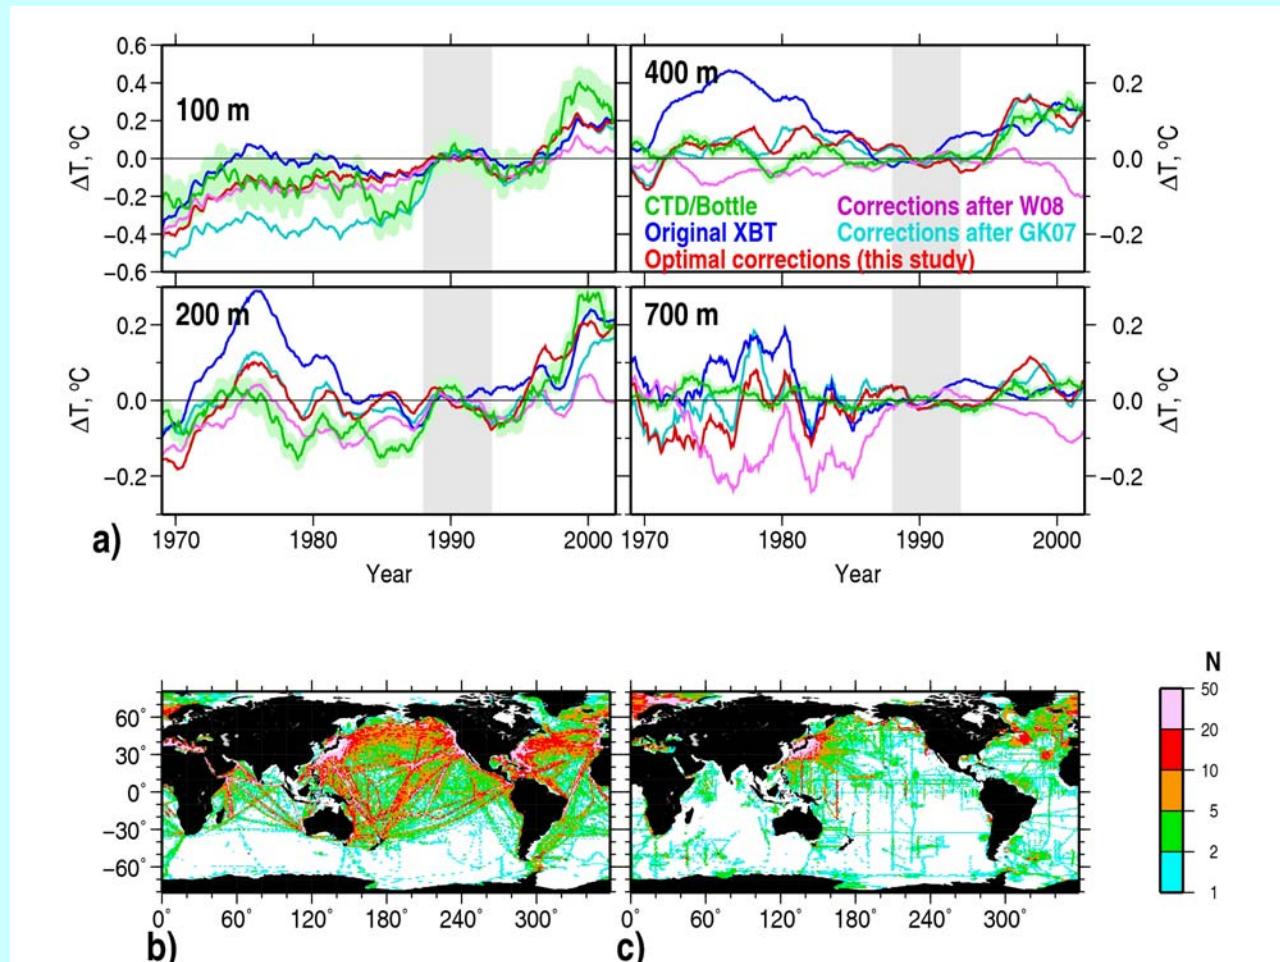 0.6
0.4
0.2
0.0
−0.2
−0.4
−0.6
ΔT, ºC
100 m
400 m
0.2
0.0
−0.2
ΔT, ºC
CTD/Bottle
Corrections after W08
Original XBT
Corrections after GK07
Optimal corrections (this study)
0.2
0.0
−0.2
ΔT, ºC
200 m
700 m
0.2
0.0
−0.2
ΔT, ºC
1970 1980 1990 2000
1970 1980 1990 2000
a)
Year
Year
N
60°
30°
0°
−30°
−60°
50
20
10
5
2
1
0° 60° 120° 180° 240° 300°
0° 60° 120° 180° 240° 300°
b)
c)